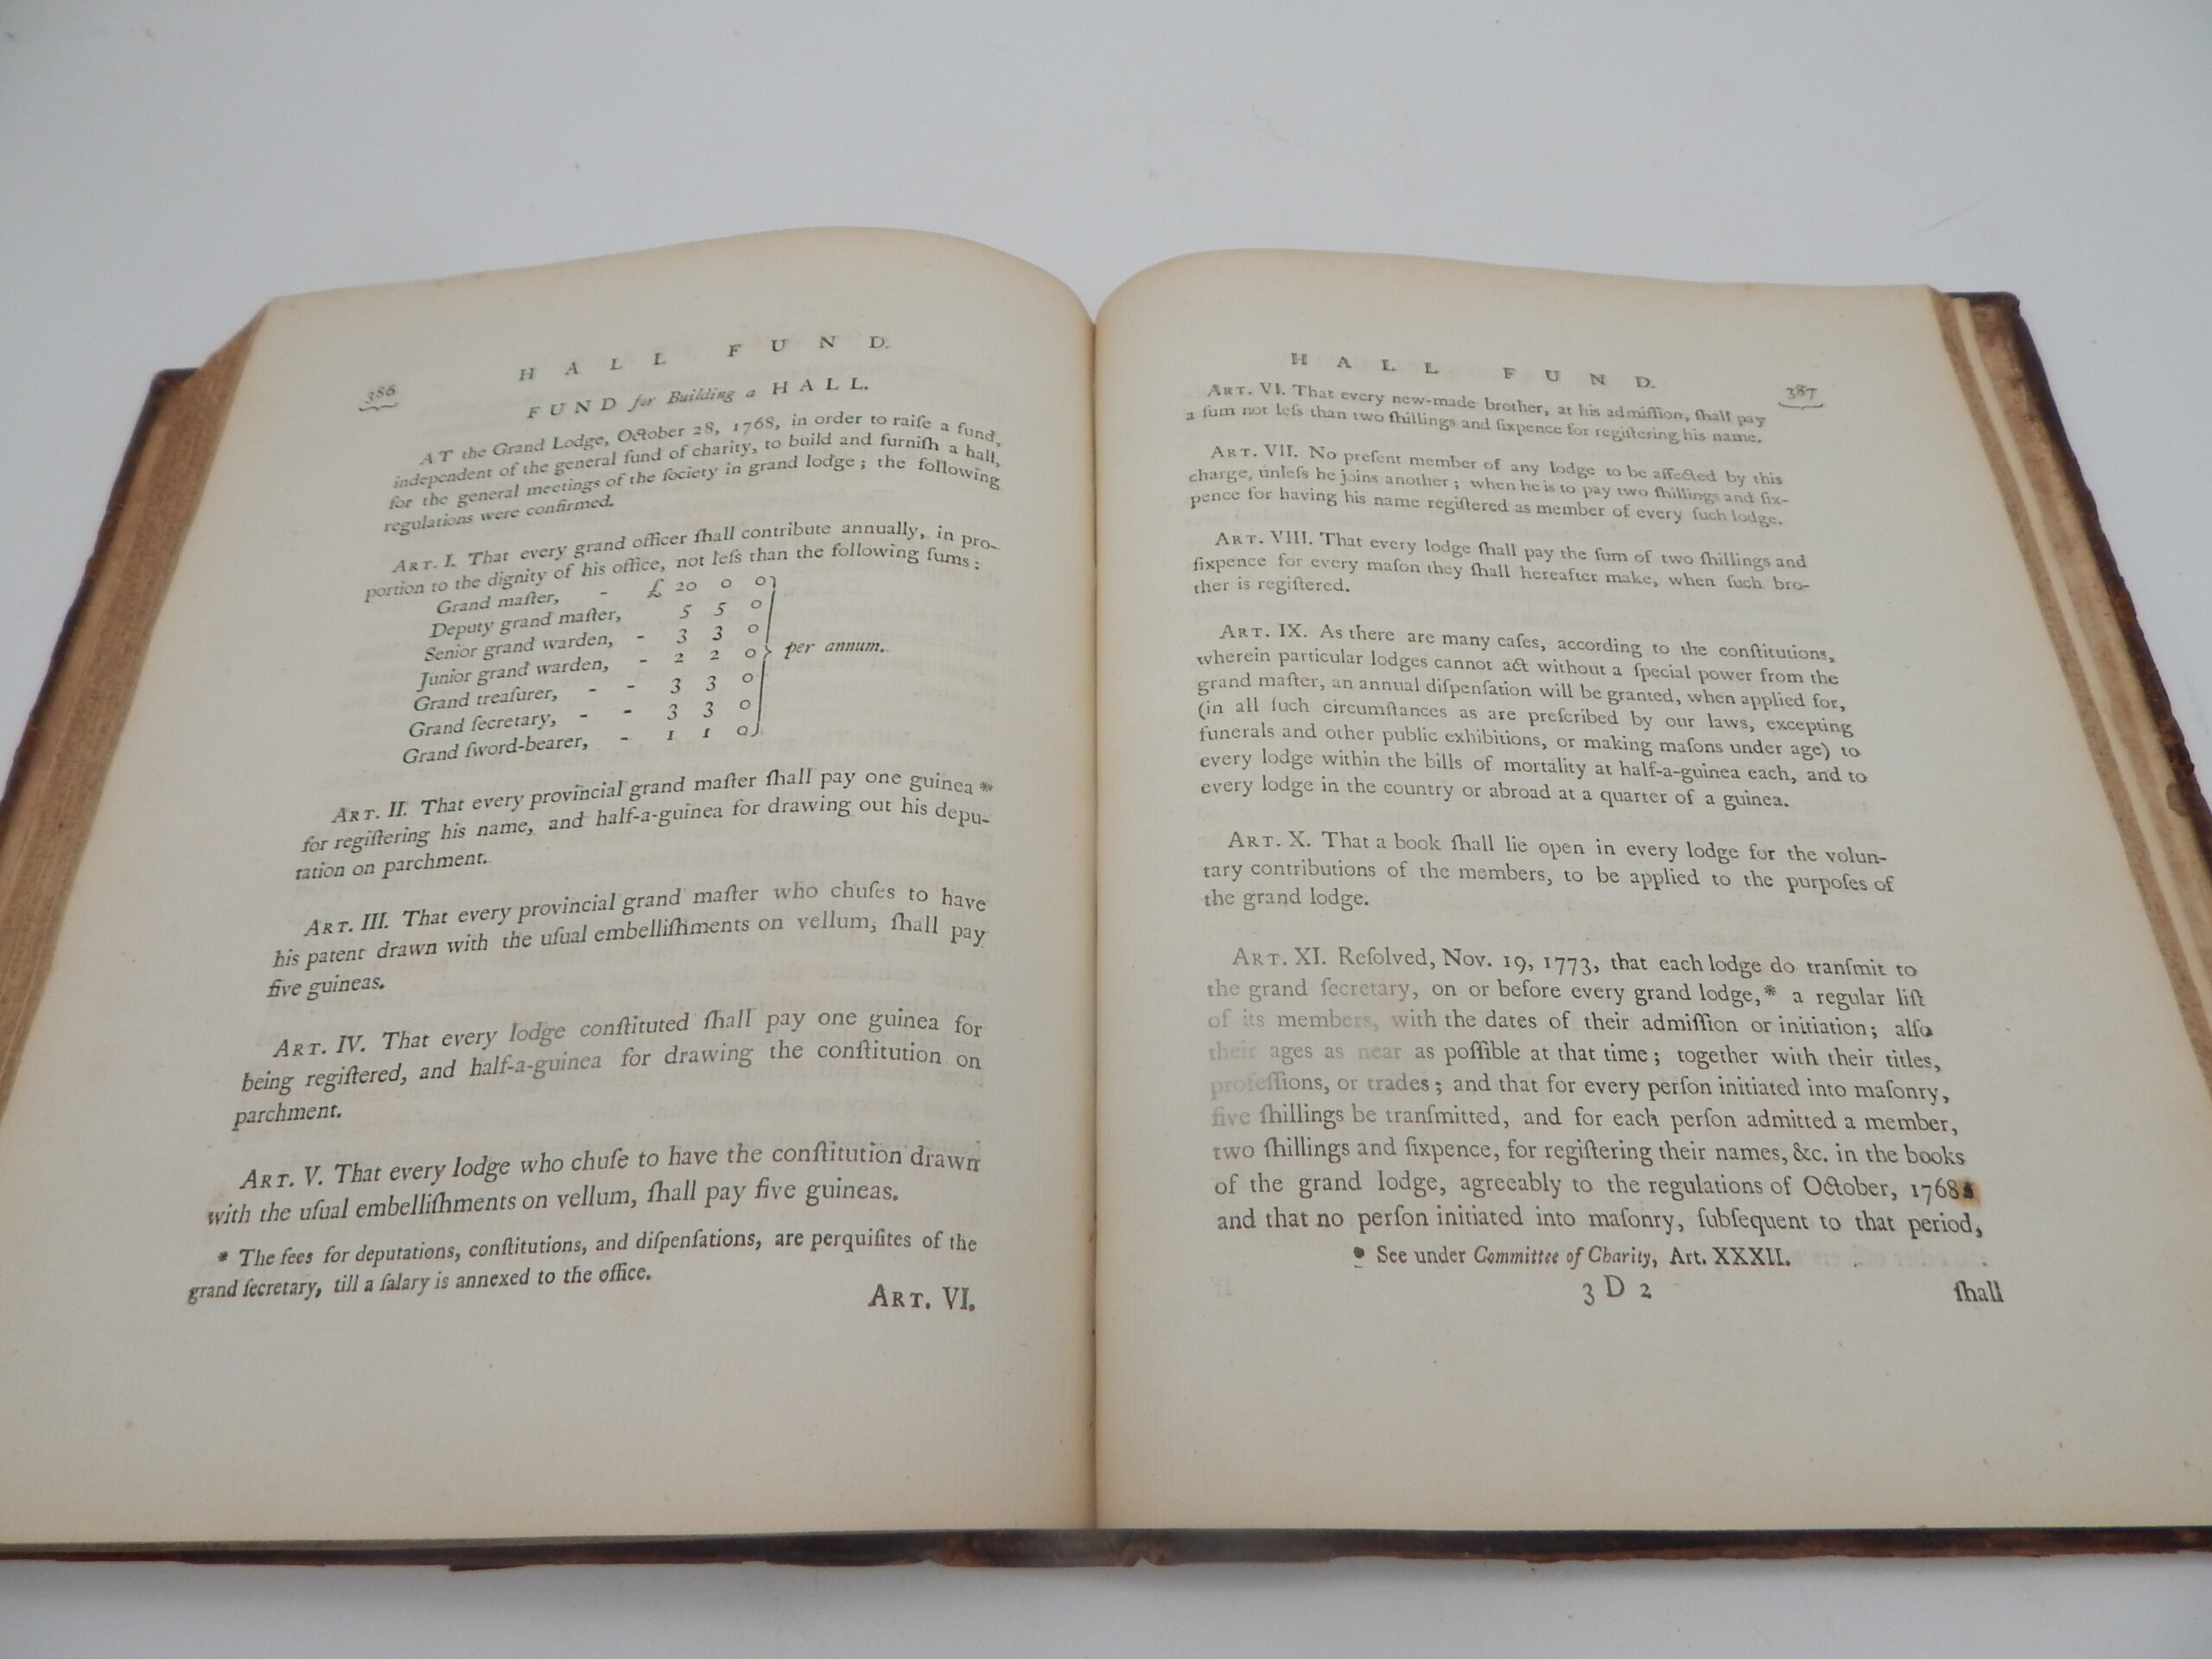 386
HALL FUND.
FUND for Building a HALL.
AT the Grand Lodge, October 28, 1768, in order to raiſe a fund,
independent of the general fund of charity, to build and furniſh a hall,
for the general meetings of the ſociety in grand lodge; the following
regulations were confirmed.
ART. I. That every grand officer ſhall contribute annually, in pro-
portion to the dignity of his office, not leſs than the following ſums:
Grand maſter, - £ 20 0 0
Deputy grand maſter, 5 5 0
Senior grand warden, - 3 3 0
Junior grand warden, - 2 2 0 } per annum.
Grand treaſurer, - - 3 3 0
Grand ſecretary, - - 3 3 0
Grand ſword-bearer, - 1 1 0
ART. II. That every provincial grand maſter ſhall pay one guinea *
for regiſtering his name, and half-a-guinea for drawing out his depu-
tation on parchment.
ART. III. That every provincial grand maſter who chuſes to have
his patent drawn with the uſual embelliſhments on vellum, ſhall pay
five guineas.
ART. IV. That every lodge conſtituted ſhall pay one guinea for
being regiſtered, and half-a-guinea for drawing the conſtitution on
parchment.
ART. V. That every lodge who chuſe to have the conſtitution drawn
with the uſual embelliſhments on vellum, ſhall pay five guineas.
* The fees for deputations, conſtitutions, and diſpenſations, are perquiſites of the
grand ſecretary, till a ſalary is annexed to the office.
ART. VI.
HALL FUND.
387
ART. VI. That every new-made brother, at his admiſſion, ſhall pay
a ſum not leſs than two ſhillings and ſixpence for regiſtering his name.
ART. VII. No preſent member of any lodge to be affected by this
charge, unleſs he joins another; when he is to pay two ſhillings and ſix-
pence for having his name regiſtered as member of every ſuch lodge.
ART. VIII. That every lodge ſhall pay the ſum of two ſhillings and
ſixpence for every maſon they ſhall hereafter make, when ſuch bro-
ther is regiſtered.
ART. IX. As there are many caſes, according to the conſtitutions,
wherein particular lodges cannot act without a ſpecial power from the
grand maſter, an annual diſpenſation will be granted, when applied for,
(in all ſuch circumſtances as are preſcribed by our laws, excepting
funerals and other public exhibitions, or making maſons under age) to
every lodge within the bills of mortality at half-a-guinea each, and to
every lodge in the country or abroad at a quarter of a guinea.
ART. X. That a book ſhall lie open in every lodge for the volun-
tary contributions of the members, to be applied to the purpoſes of
the grand lodge.
ART. XI. Reſolved, Nov. 19, 1773, that each lodge do tranſmit to
the grand ſecretary, on or before every grand lodge,* a regular liſt
of its members, with the dates of their admiſſion or initiation; alſo
their ages as near as poſſible at that time; together with their titles,
profeſſions, or trades; and that for every perſon initiated into maſonry,
five ſhillings be tranſmitted, and for each perſon admitted a member,
two ſhillings and ſixpence, for regiſtering their names, &c. in the books
of the grand lodge, agreeably to the regulations of October, 1768
and that no perſon initiated into maſonry, ſubſequent to that period,
* See under Committee of Charity, Art. XXXII.
3 D 2
ſhall